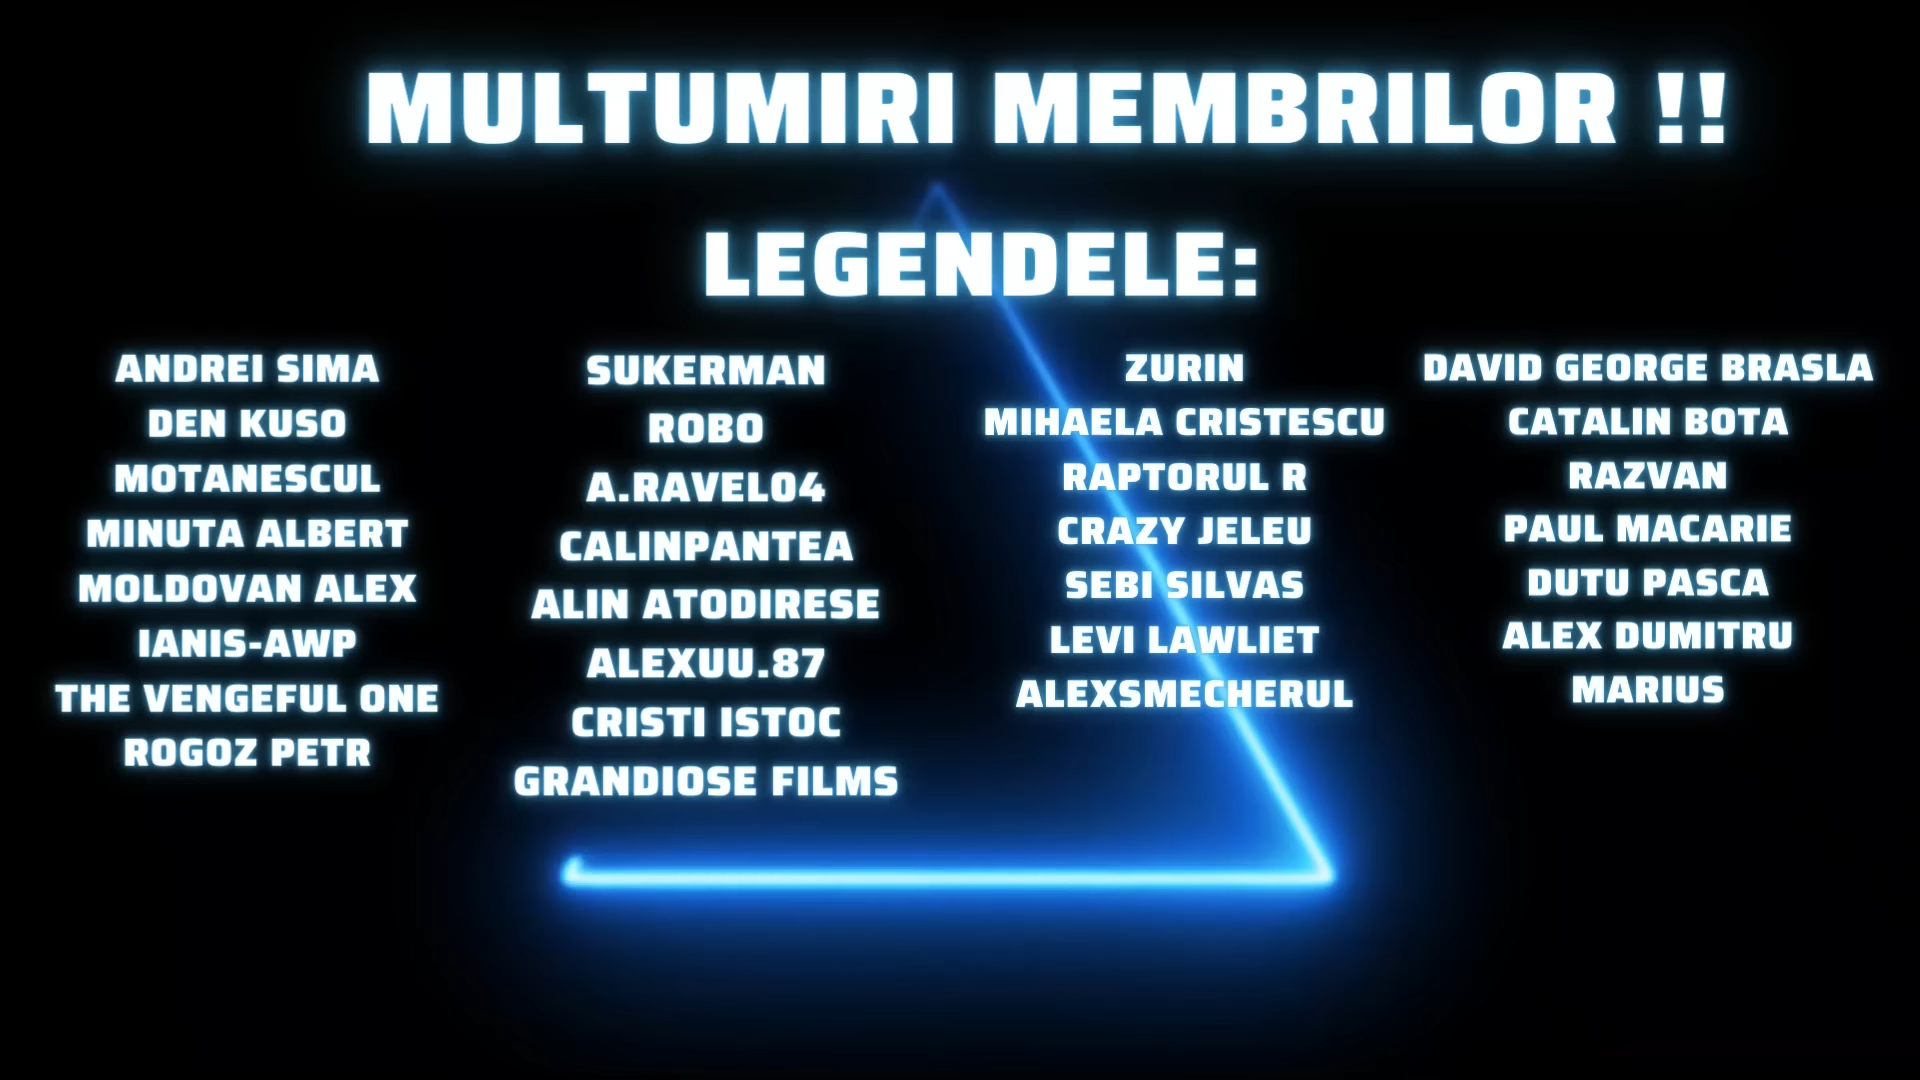 MULTUMIRI MEMBRILOR !!
LEGENDELE:
ANDREI SIMA
DEN KUSO
MOTANESCUL
MINUTA ALBERT
MOLDOVAN ALEX
IANIS-AWP
THE VENGEFUL ONE
ROGOZ PETR
SUKERMAN
ROBO
A.RAVEL04
CALINPANTEA
ALIN ATODIRESE
ALEXUU.87
CRISTI ISTOC
GRANDIOSE FILMS
ZURIN
MIHAELA CRISTESCU
RAPTORUL R
CRAZY JELEU
SEBI SILVAS
LEVI LAWLIET
ALEXSMECHERUL
DAVID GEORGE BRASLA
CATALIN BOTA
RAZVAN
PAUL MACARIE
DUTU PASCA
ALEX DUMITRU
MARIUS